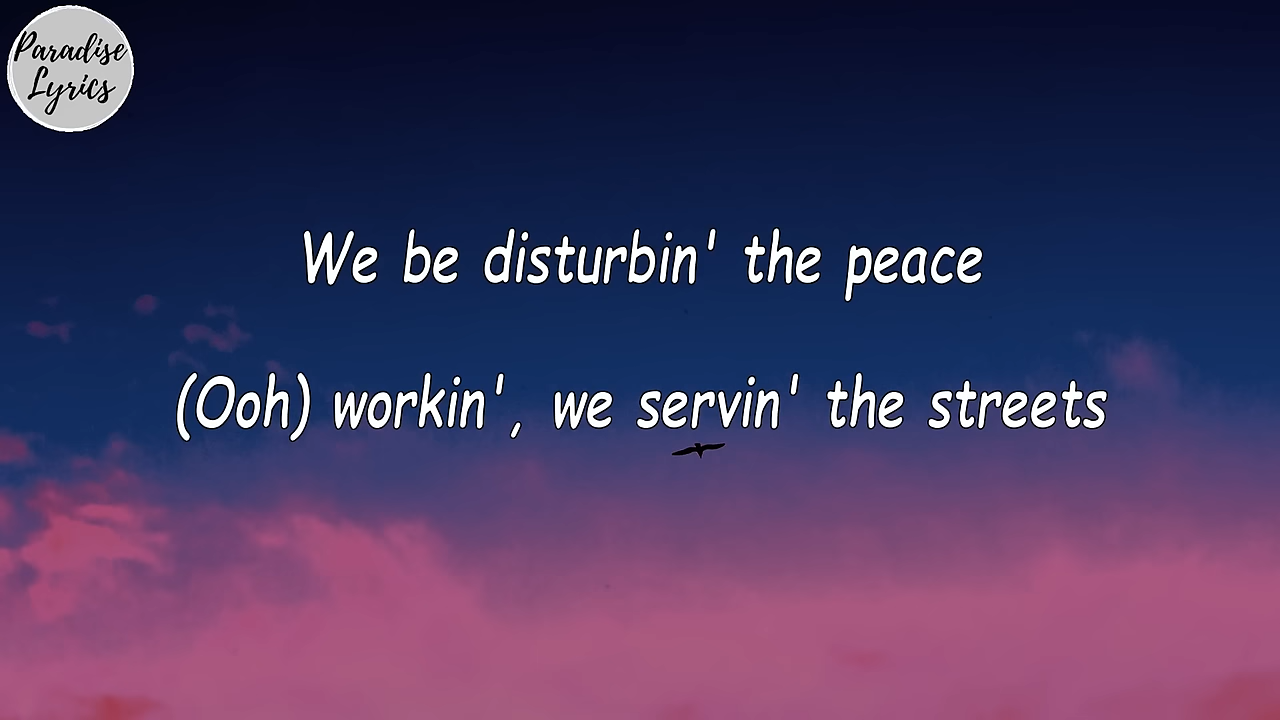 Paradise
Lyrics
We be disturbin' the peace
(Ooh) workin', we servin' the streets